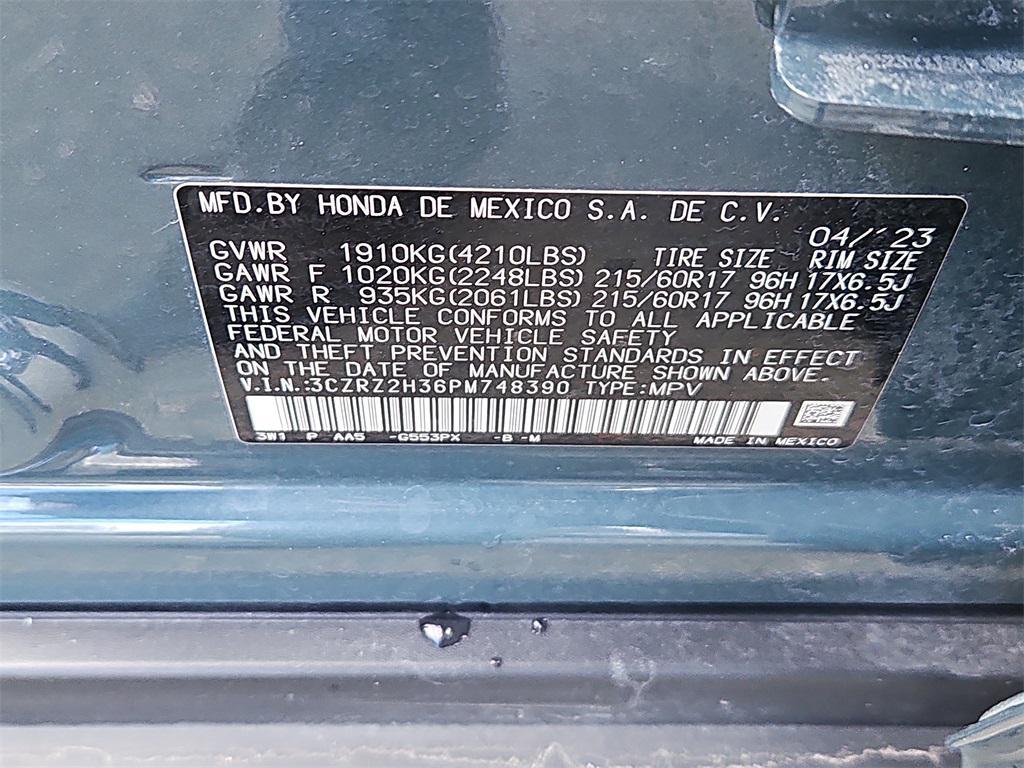 MFD.BY HONDA DE MEXICO S.A. DE C.V.
04/'23
GVWR 1910KG(4210LBS) TIRE SIZE RIM SIZE
GAWR F 1020KG(2248LBS) 215/60R17 96H 17X6.5J
GAWR R 935KG(2061LBS) 215/60R17 96H 17X6.5J
THIS VEHICLE CONFORMS TO ALL APPLICABLE
FEDERAL MOTOR VEHICLE SAFETY
AND THEFT PREVENTION STANDARDS IN EFFECT
ON THE DATE OF MANUFACTURE SHOWN ABOVE.
V.I.N.:3CZRZ2H36PM748390 TYPE:MPV
3W1 P AA5 -G553PX -B -M MADE IN MEXICO